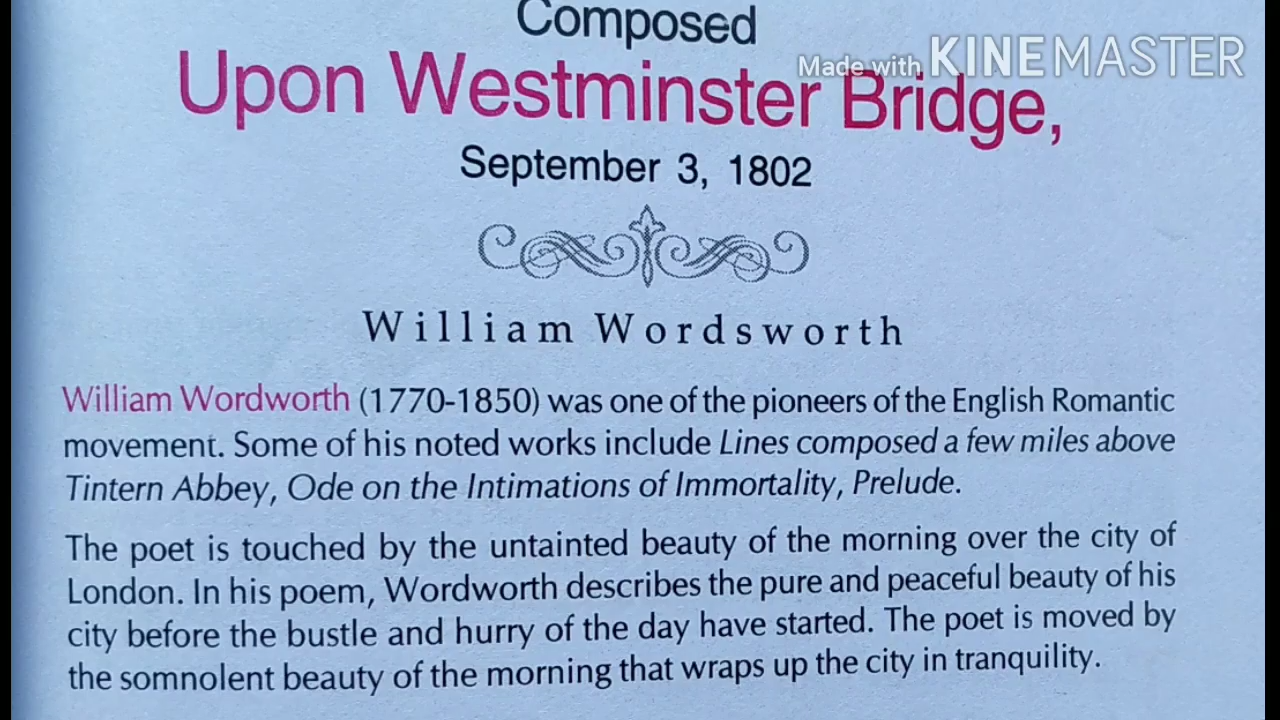 Composed
Made with KINEMASTER
Upon Westminster Bridge,
September 3, 1802
William Wordsworth
William Wordworth (1770-1850) was one of the pioneers of the English Romantic
movement. Some of his noted works include Lines composed a few miles above
Tintern Abbey, Ode on the Intimations of Immortality, Prelude.
The poet is touched by the untainted beauty of the morning over the city of
London. In his poem, Wordworth describes the pure and peaceful beauty of his
city before the bustle and hurry of the day have started. The poet is moved by
the somnolent beauty of the morning that wraps up the city in tranquility.